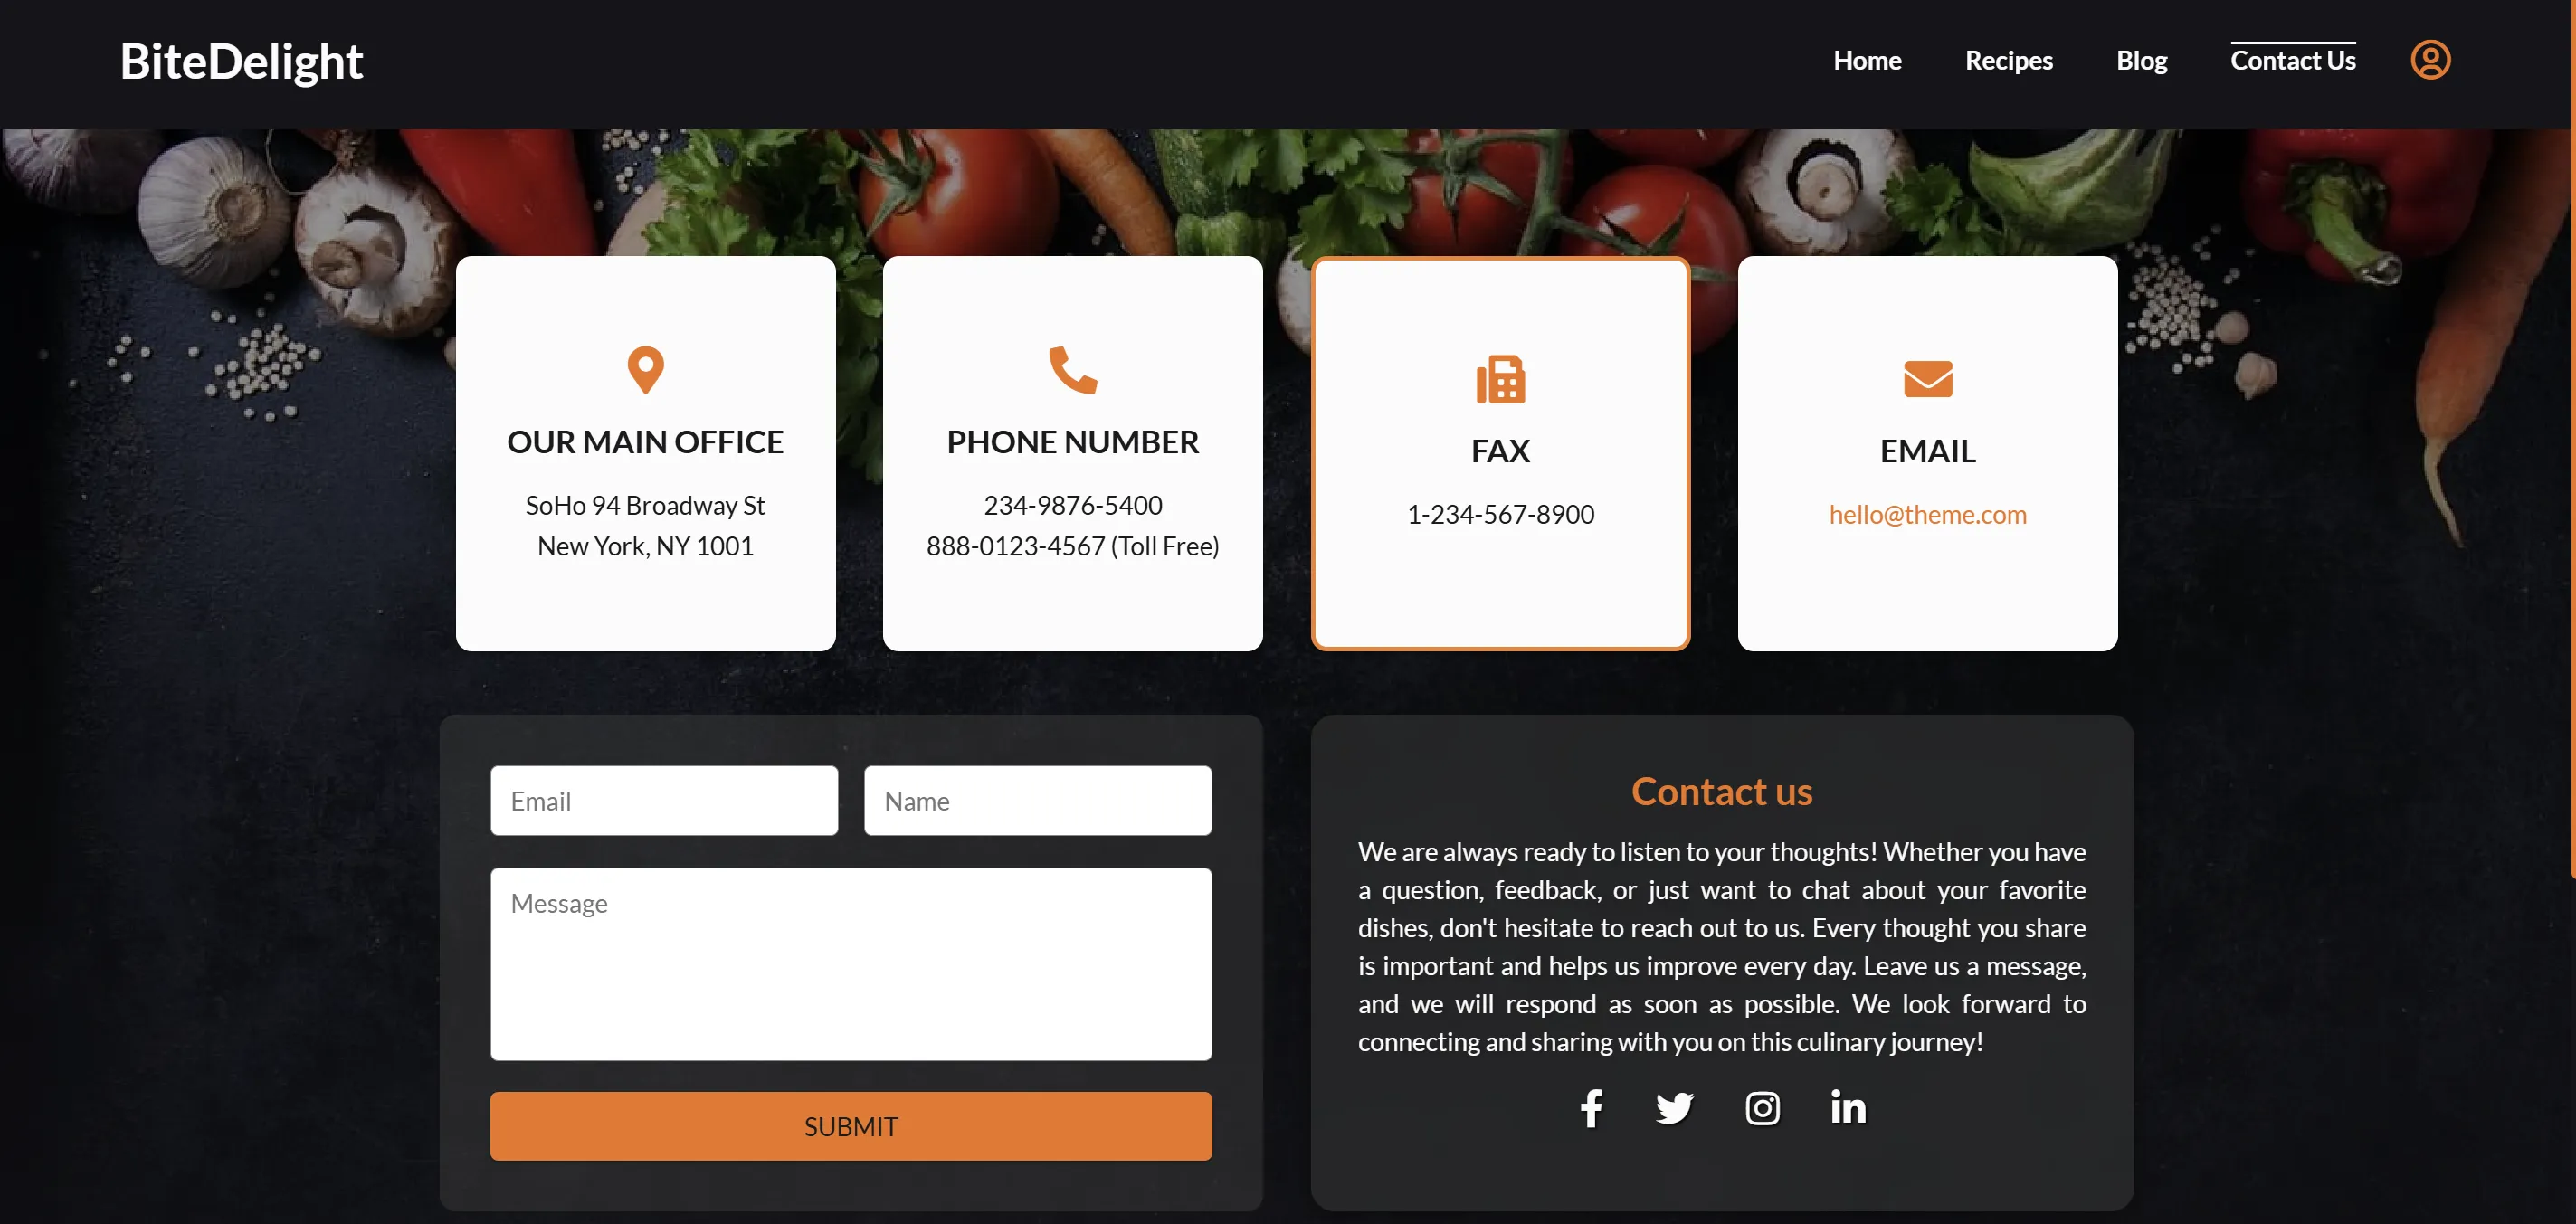 BiteDelight
Home
Recipes
Blog
Contact Us
OUR MAIN OFFICE
SoHo 94 Broadway St
New York, NY 1001
PHONE NUMBER
234-9876-5400
888-0123-4567 (Toll Free)
FAX
1-234-567-8900
EMAIL
hello@theme.com
Email
Name
Message
SUBMIT
Contact us
We are always ready to listen to your thoughts! Whether you have
a question, feedback, or just want to chat about your favorite
dishes, don't hesitate to reach out to us. Every thought you share
is important and helps us improve every day. Leave us a message,
and we will respond as soon as possible. We look forward to
connecting and sharing with you on this culinary journey!